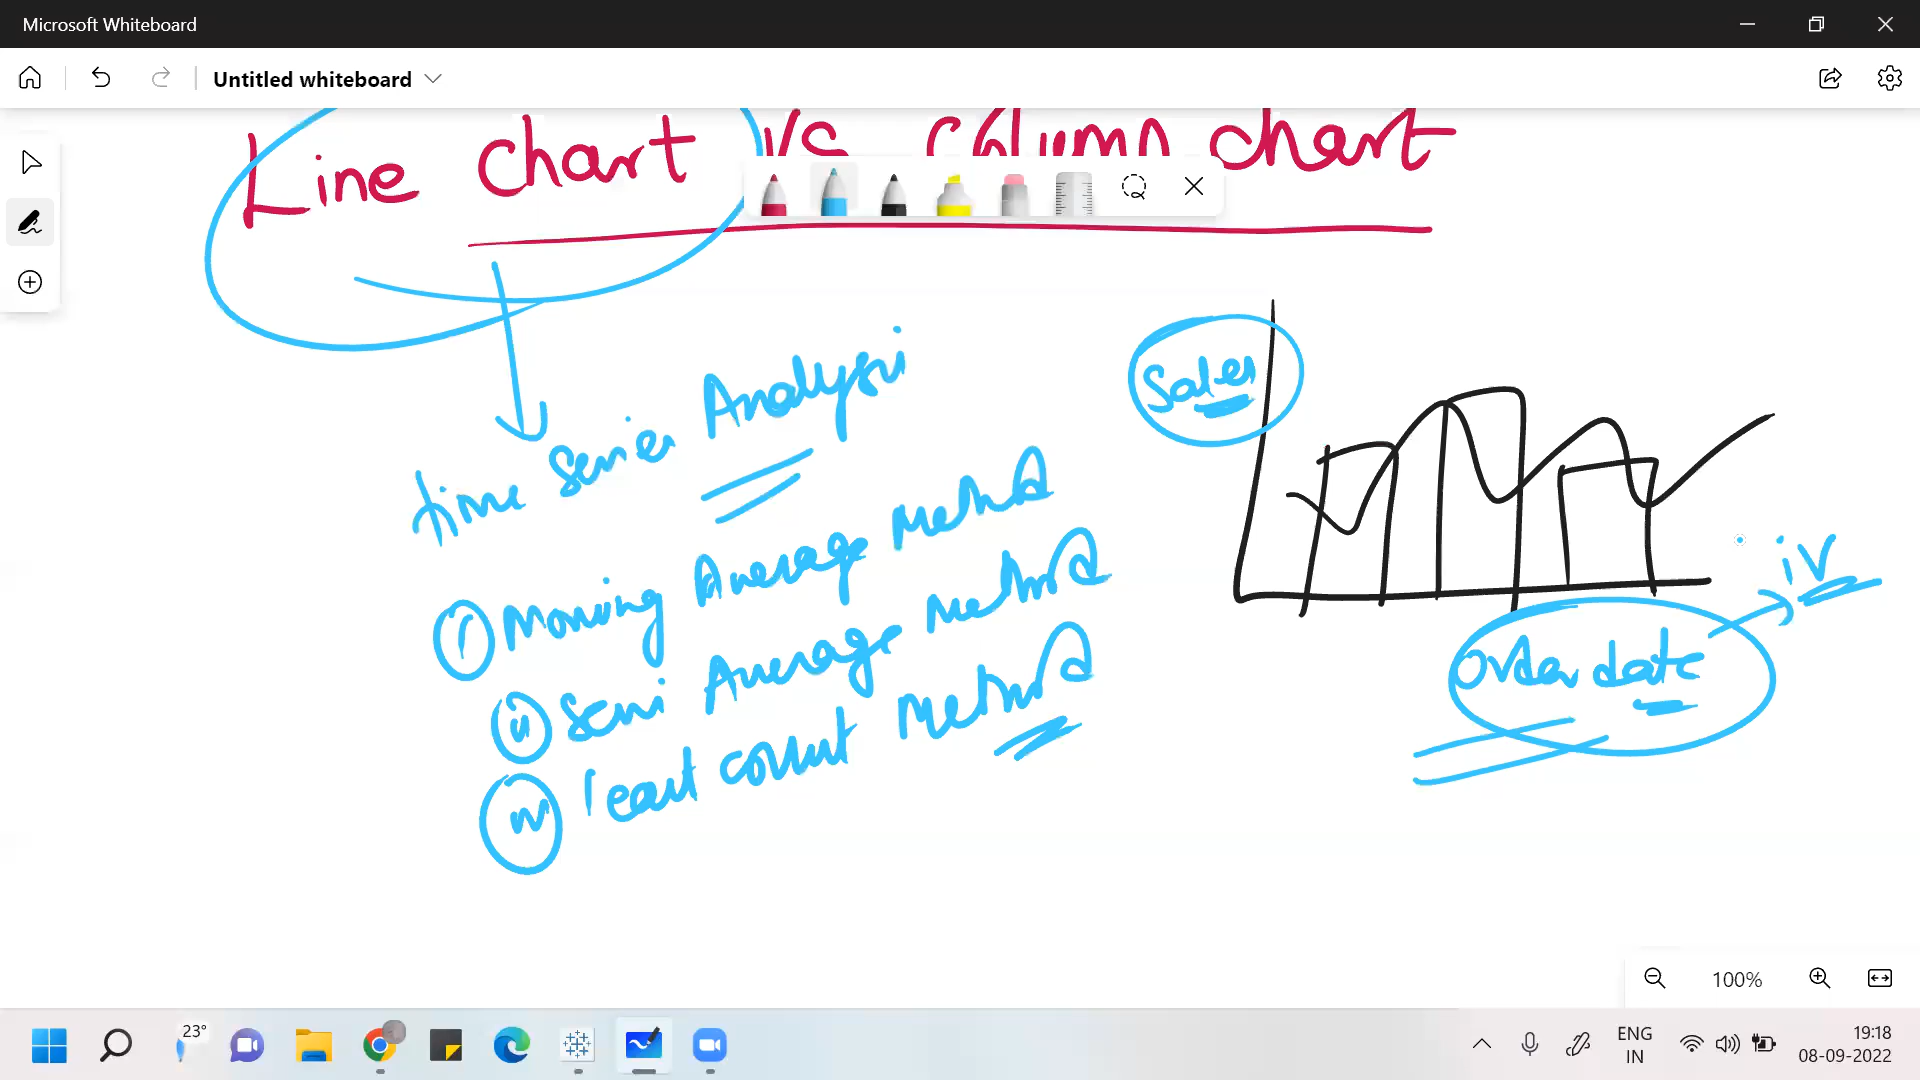 Microsoft Whiteboard
Untitled whiteboard
Line chart VS column chart
Sales
time series Analysis
i Moving Average Method
ii Semi Average Method
iii least count Method
iv
order date
100%
23°
ENG
IN
19:18
08-09-2022